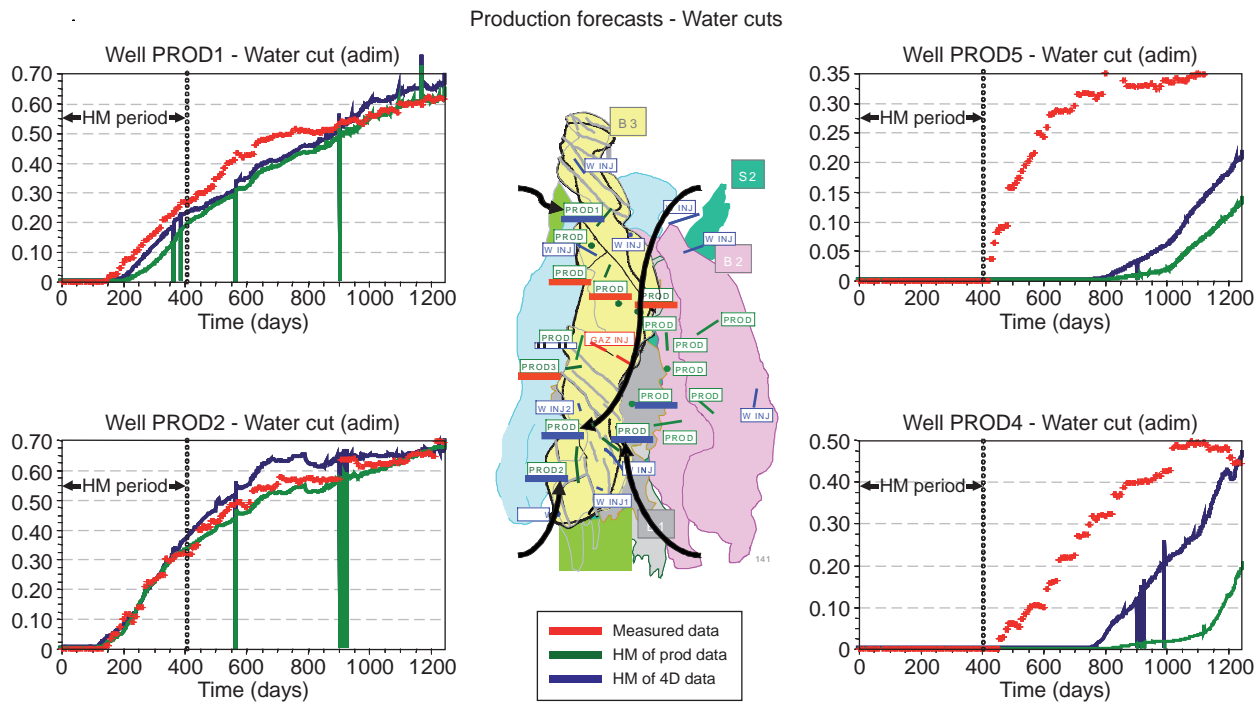 Production forecasts - Water cuts
Well PROD1 - Water cut (adim)
0.70
0.60
0.50
0.40
0.30
0.20
0.10
0
HM period
0 200 400 600 800 1000 1200
Time (days)
Well PROD2 - Water cut (adim)
0.70
0.60
0.50
0.40
0.30
0.20
0.10
0
HM period
0 200 400 600 800 1000 1200
Time (days)
B3
W INJ
S2
PROD1
W INJ
PROD
W INJ
W INJ
W INJ
B2
PROD
PROD
PROD
PROD
PROD
PROD
GAZ INJ
PROD3
PROD
PROD
PROD
W INJ2
W INJ
PROD
PROD
PROD
PROD2
INJ
W INJ1
W
1
141
Measured data
HM of prod data
HM of 4D data
Well PROD5 - Water cut (adim)
0.35
0.30
0.25
0.20
0.15
0.10
0.05
0
HM period
0 200 400 600 800 1000 1200
Time (days)
Well PROD4 - Water cut (adim)
0.50
0.40
0.30
0.20
0.10
0
HM period
0 200 400 600 800 1000 1200
Time (days)